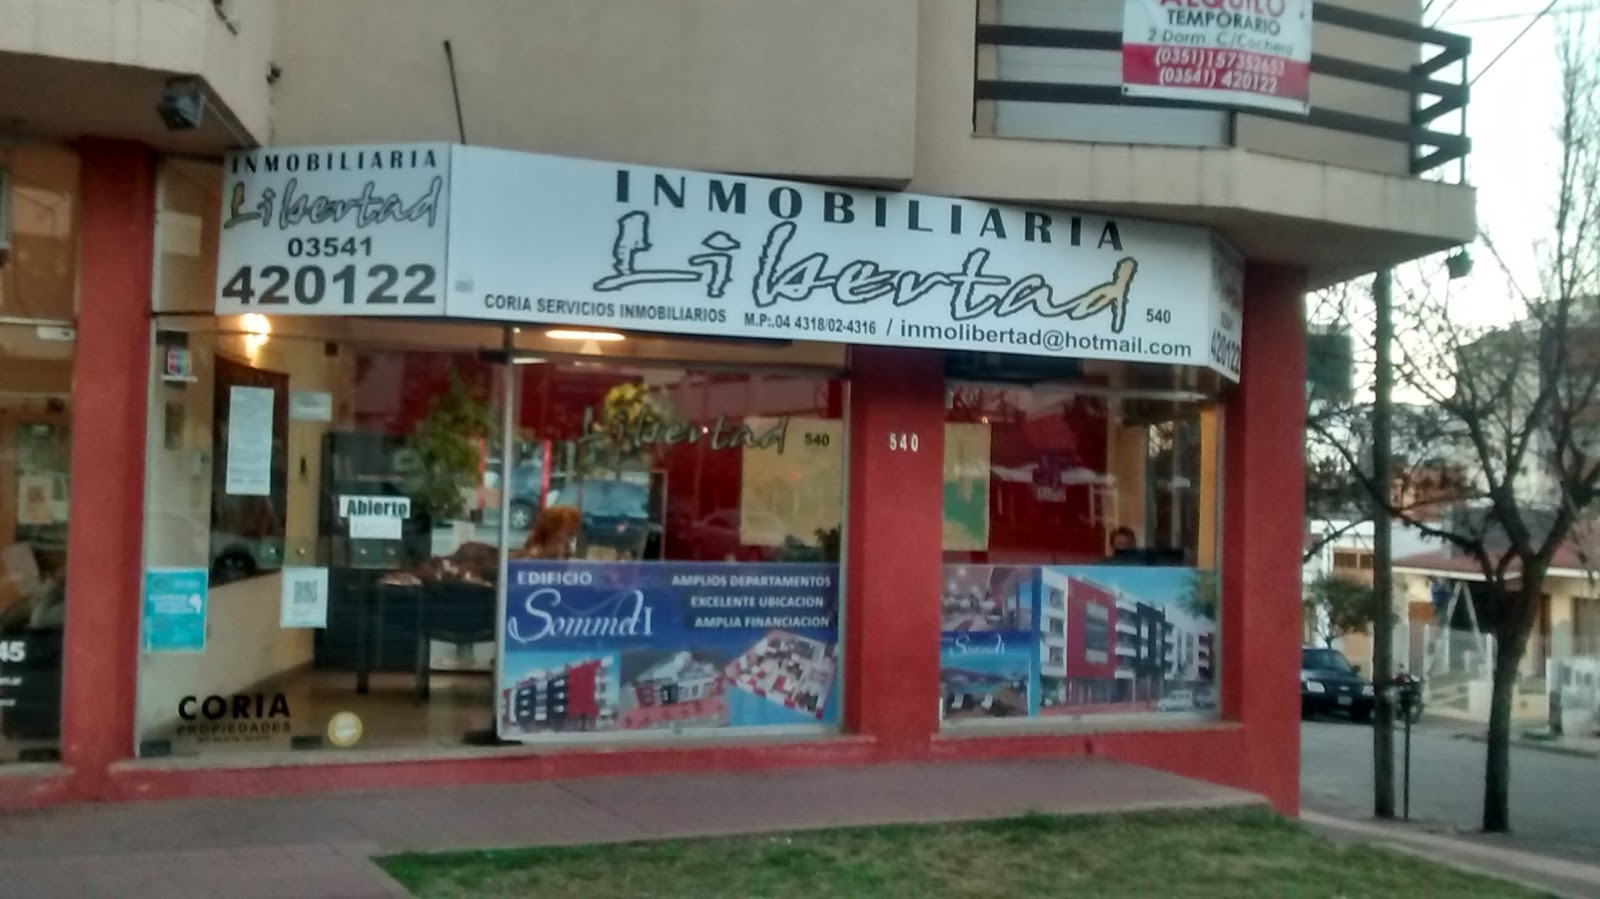 ALQUILO
TEMPORARIO
2 Dorm. C/Cochera
(0351)157352653
(03541) 420122
INMOBILIARIA
Libertad
03541
420122
INMOBILIARIA
Libertad
540
CORIA SERVICIOS INMOBILIARIOS M.P:.04 4318/02-4316 / inmolibertad@hotmail.com
420122
Libertad 540
540
Abierto
EDIFICIO
Sommet I
AMPLIOS DEPARTAMENTOS
EXCELENTE UBICACION
AMPLIA FINANCIACION
Sommet I
CORIA
PROPIEDADES
45